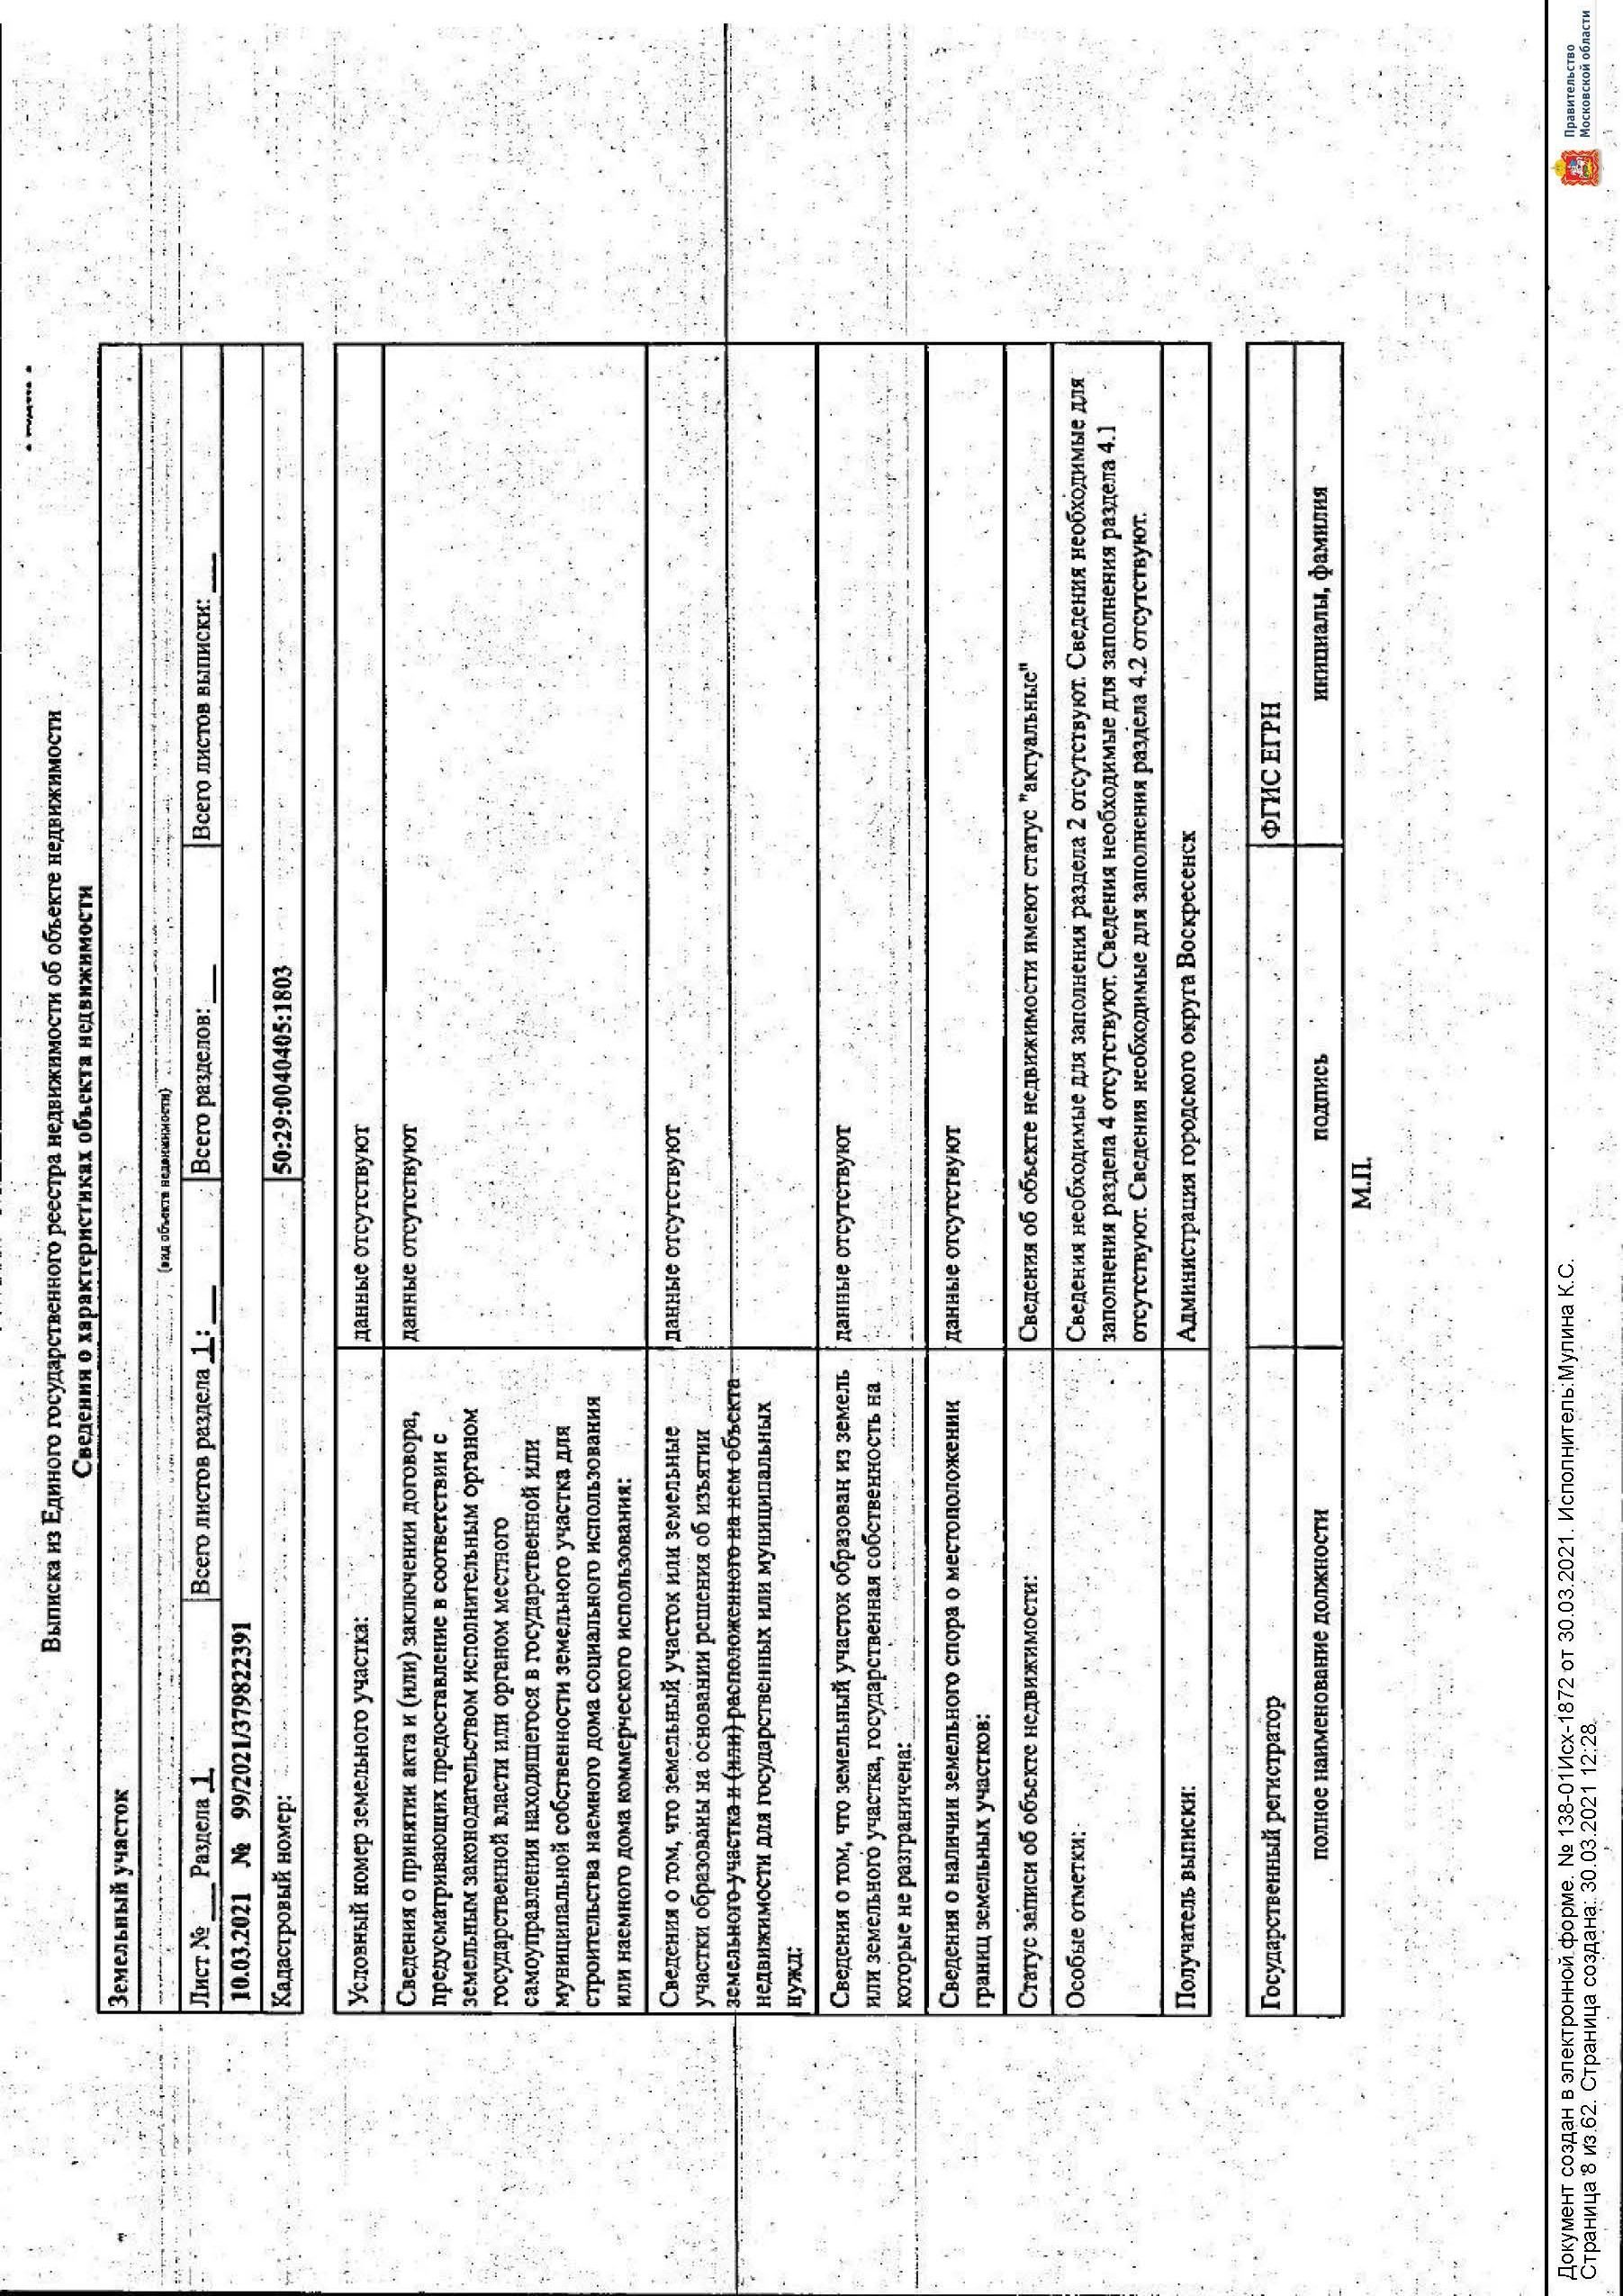 Выписка из Единого государственного реестра недвижимости об объекте недвижимости
Сведения о характеристиках объекта недвижимости
Земельный участок
(вид объекта недвижимости)
Лист № ___ Раздела 1 Всего листов раздела 1: ___ Всего разделов: ___ Всего листов выписки: ___
10.03.2021 № 99/2021/379822391
Кадастровый номер: 50:29:0040405:1803
Условный номер земельного участка: данные отсутствуют
Сведения о принятии акта и (или) заключении договора, данные отсутствуют
предусматривающих предоставление в соответствии с
земельным законодательством исполнительным органом
государственной власти или органом местного
самоуправления находящегося в государственной или
муниципальной собственности земельного участка для
строительства наемного дома социального использования
или наемного дома коммерческого использования:
Сведения о том, что земельный участок или земельные данные отсутствуют
участки образованы на основании решения об изъятии
земельного участка и (или) расположенного на нем объекта
недвижимости для государственных или муниципальных
нужд:
Сведения о том, что земельный участок образован из земель данные отсутствуют
или земельного участка, государственная собственность на
которые не разграничена:
Сведения о наличии земельного спора о местоположении данные отсутствуют
границ земельных участков:
Статус записи об объекте недвижимости: Сведения об объекте недвижимости имеют статус "актуальные"
Особые отметки: Сведения необходимые для заполнения раздела 2 отсутствуют. Сведения необходимые для
заполнения раздела 4 отсутствуют. Сведения необходимые для заполнения раздела 4.1
отсутствуют. Сведения необходимые для заполнения раздела 4.2 отсутствуют.
Получатель выписки: Администрация городского округа Воскресенск
Государственный регистратор ФГИС ЕГРН
полное наименование должности подпись инициалы, фамилия
М.П.
Документ создан в электронной форме. № 138-01Исх-1872 от 30.03.2021. Исполнитель:Мулина К.С.
Страница 8 из 62. Страница создана: 30.03.2021 12:28
Правительство
Московской области